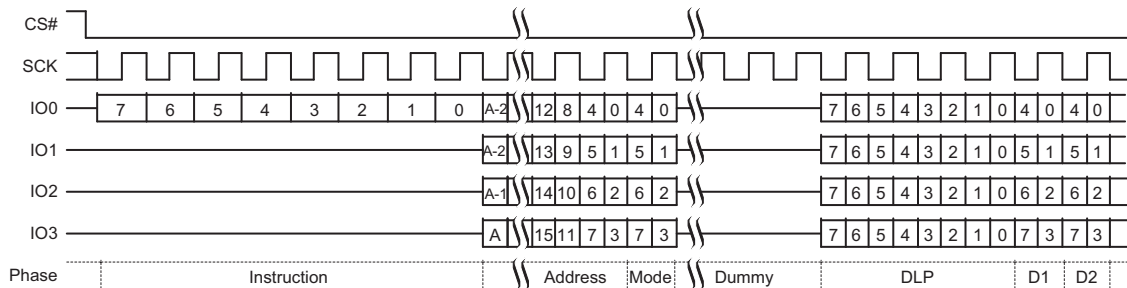 CS#
SCK
IO0 7 6 5 4 3 2 1 0 A-2 12 8 4 0 4 0 7 6 5 4 3 2 1 0 4 0 4 0
IO1 A-2 13 9 5 1 5 1 7 6 5 4 3 2 1 0 5 1 5 1
IO2 A-1 14 10 6 2 6 2 7 6 5 4 3 2 1 0 6 2 6 2
IO3 A 15 11 7 3 7 3 7 6 5 4 3 2 1 0 7 3 7 3
Phase Instruction Address Mode Dummy DLP D1 D2